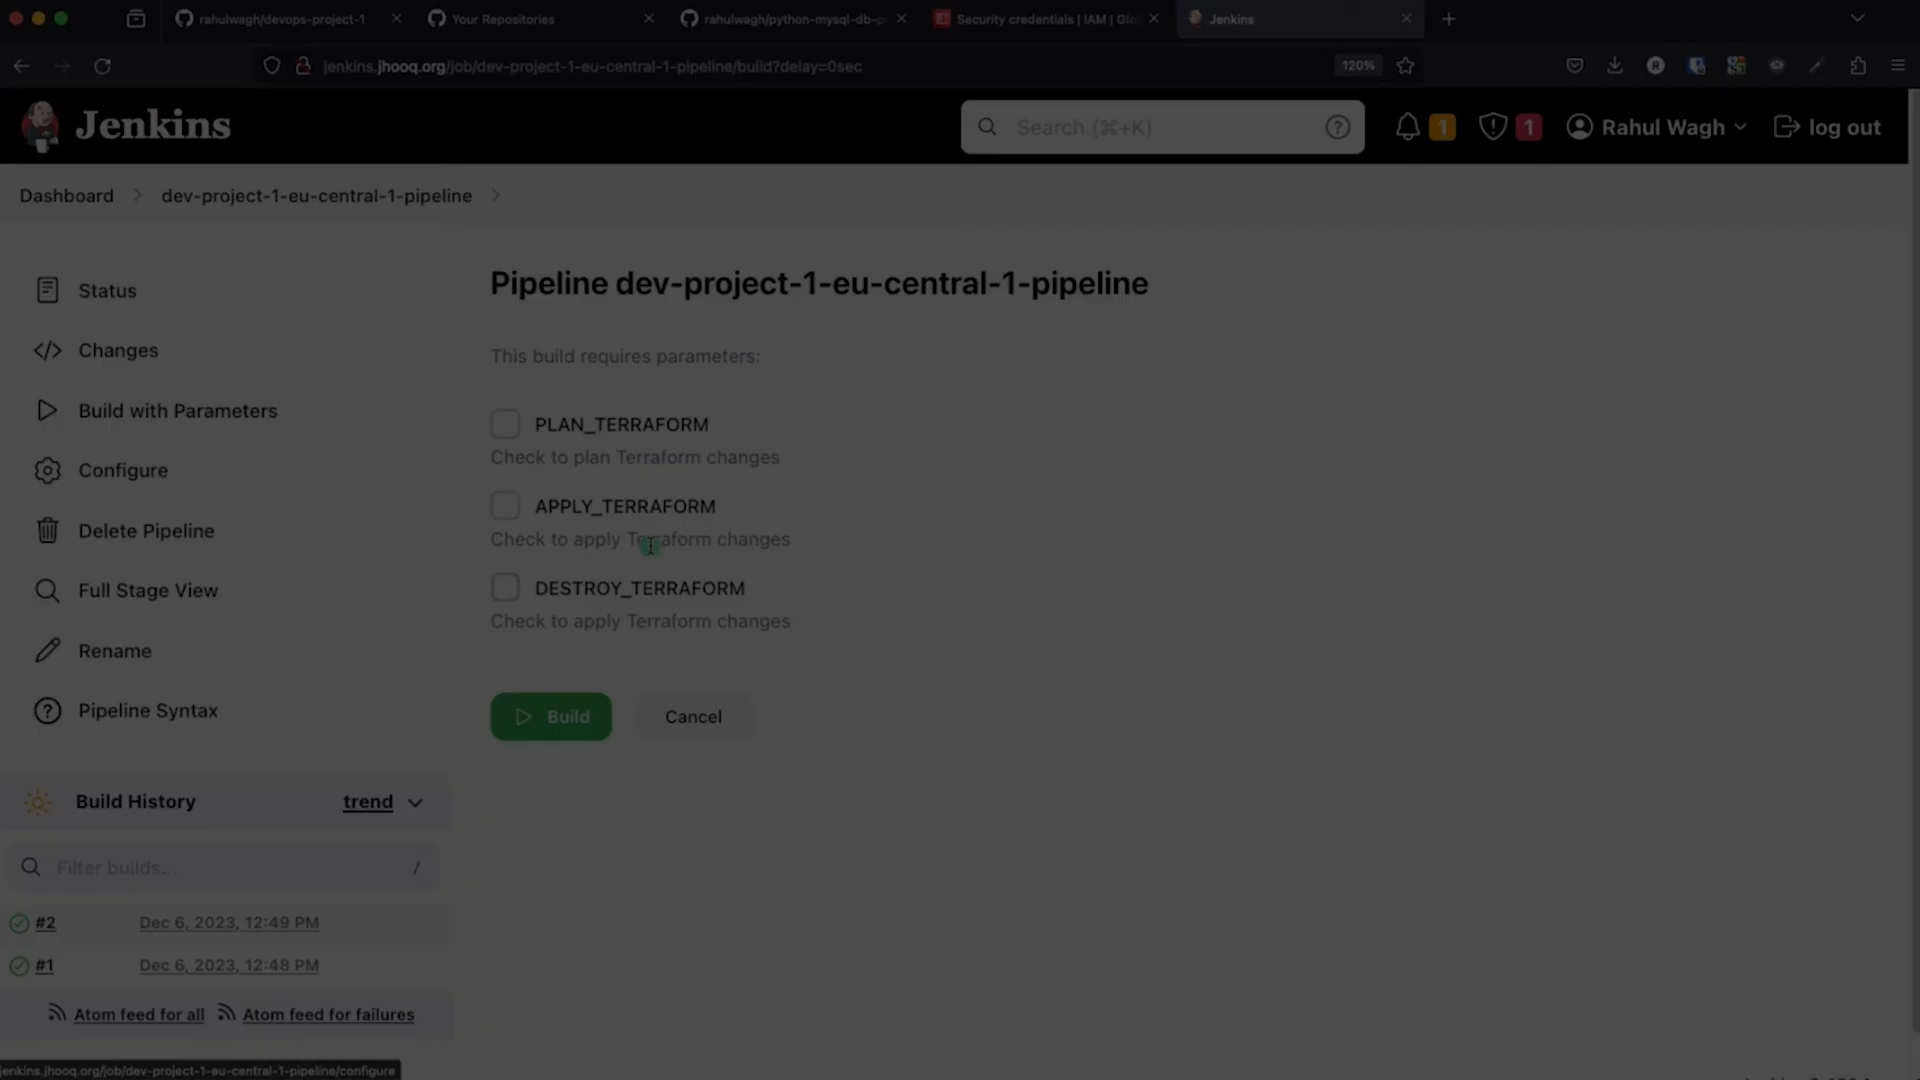 rahulwagh/devops-project-1
Your Repositories
rahulwagh/python-mysql-db-pr
Security credentials | IAM | Glo
Jenkins
jenkins.jhooq.org/job/dev-project-1-eu-central-1-pipeline/build?delay=0sec
120%
Jenkins
Search (⌘+K)
1
1
Rahul Wagh
log out
Dashboard
dev-project-1-eu-central-1-pipeline
Status
Changes
Build with Parameters
Configure
Delete Pipeline
Full Stage View
Rename
Pipeline Syntax
Pipeline dev-project-1-eu-central-1-pipeline
This build requires parameters:
PLAN_TERRAFORM
Check to plan Terraform changes
APPLY_TERRAFORM
Check to apply Terraform changes
DESTROY_TERRAFORM
Check to apply Terraform changes
Build
Cancel
Build History
trend
Filter builds...
/
#2
Dec 6, 2023, 12:49 PM
#1
Dec 6, 2023, 12:48 PM
Atom feed for all
Atom feed for failures
jenkins.jhooq.org/job/dev-project-1-eu-central-1-pipeline/configure